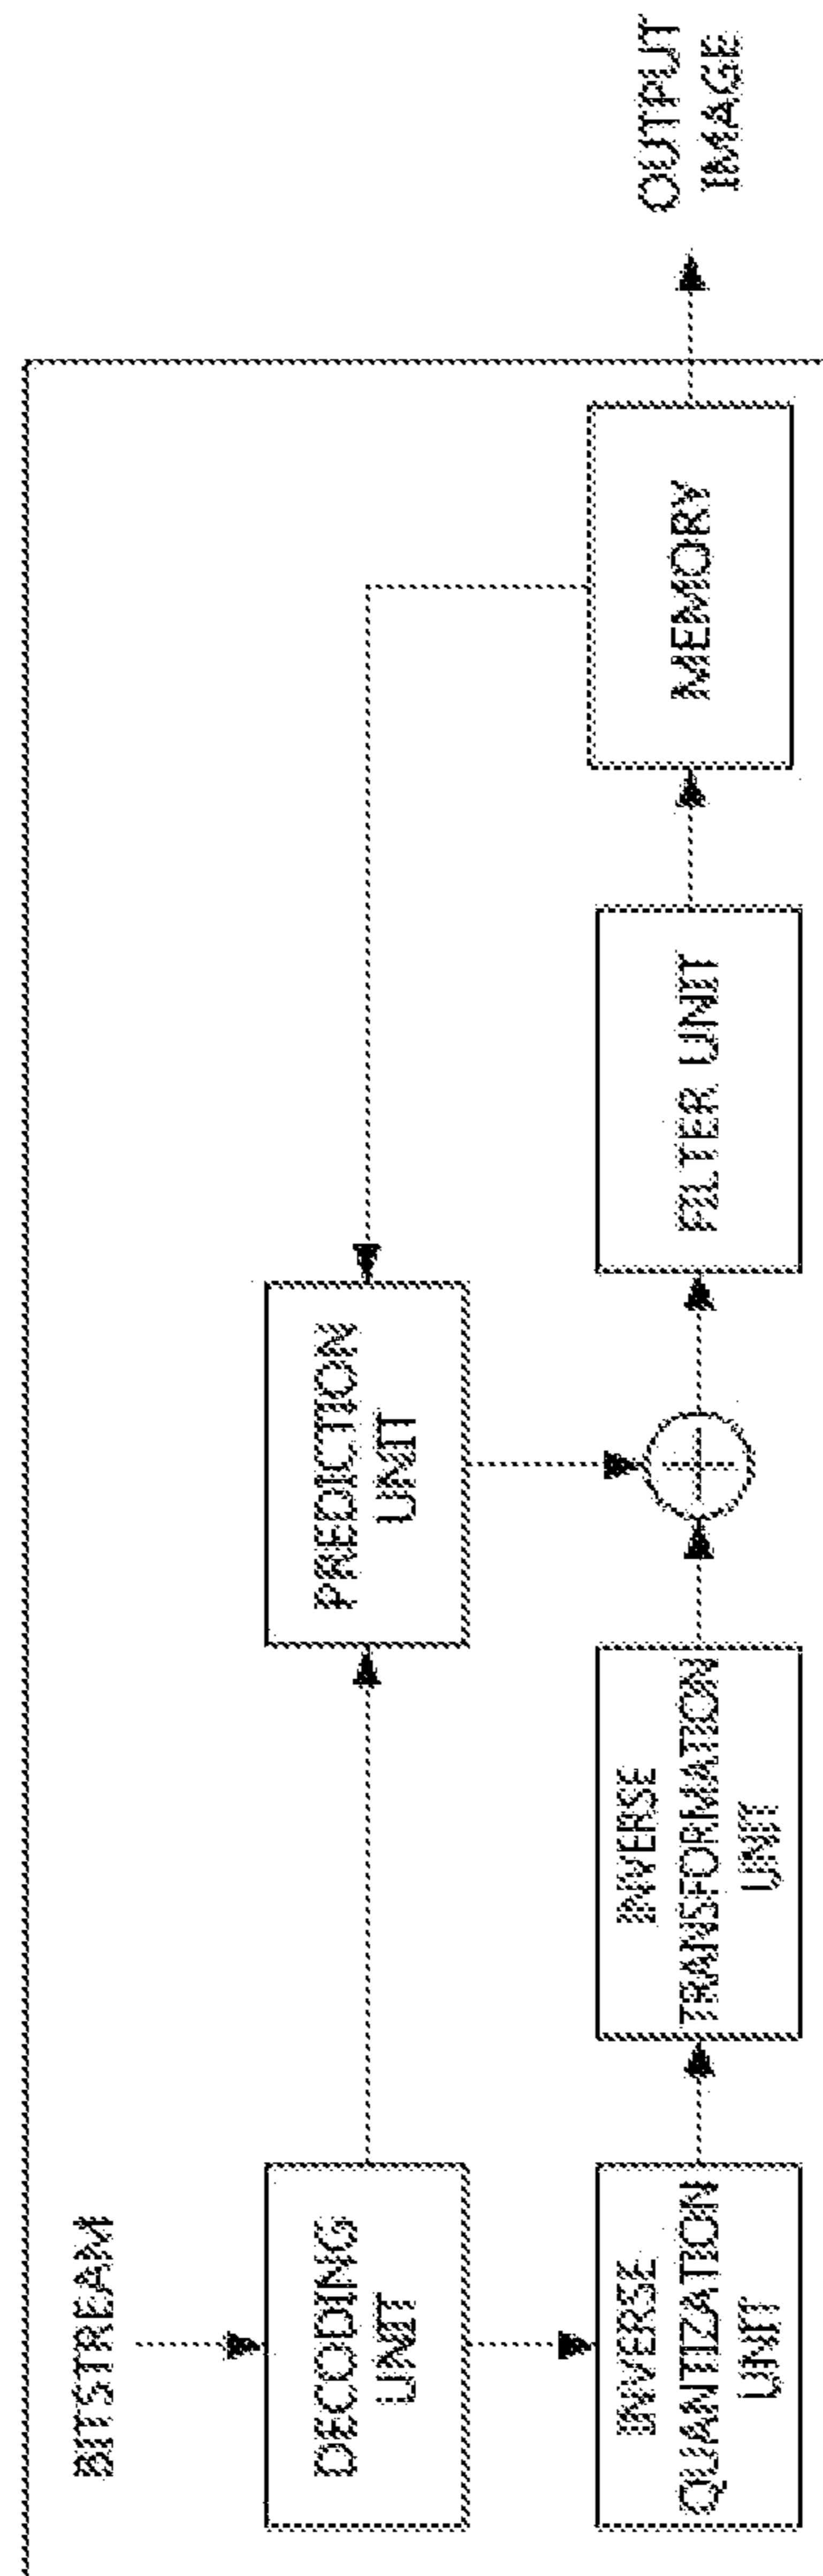 BITSTREAM
DECODING
UNIT
PREDICTION
UNIT
INVERSE
QUANTIZATION
UNIT
INVERSE
TRANSFORMATION
UNIT
FILTER UNIT
MEMORY
OUTPUT
IMAGE